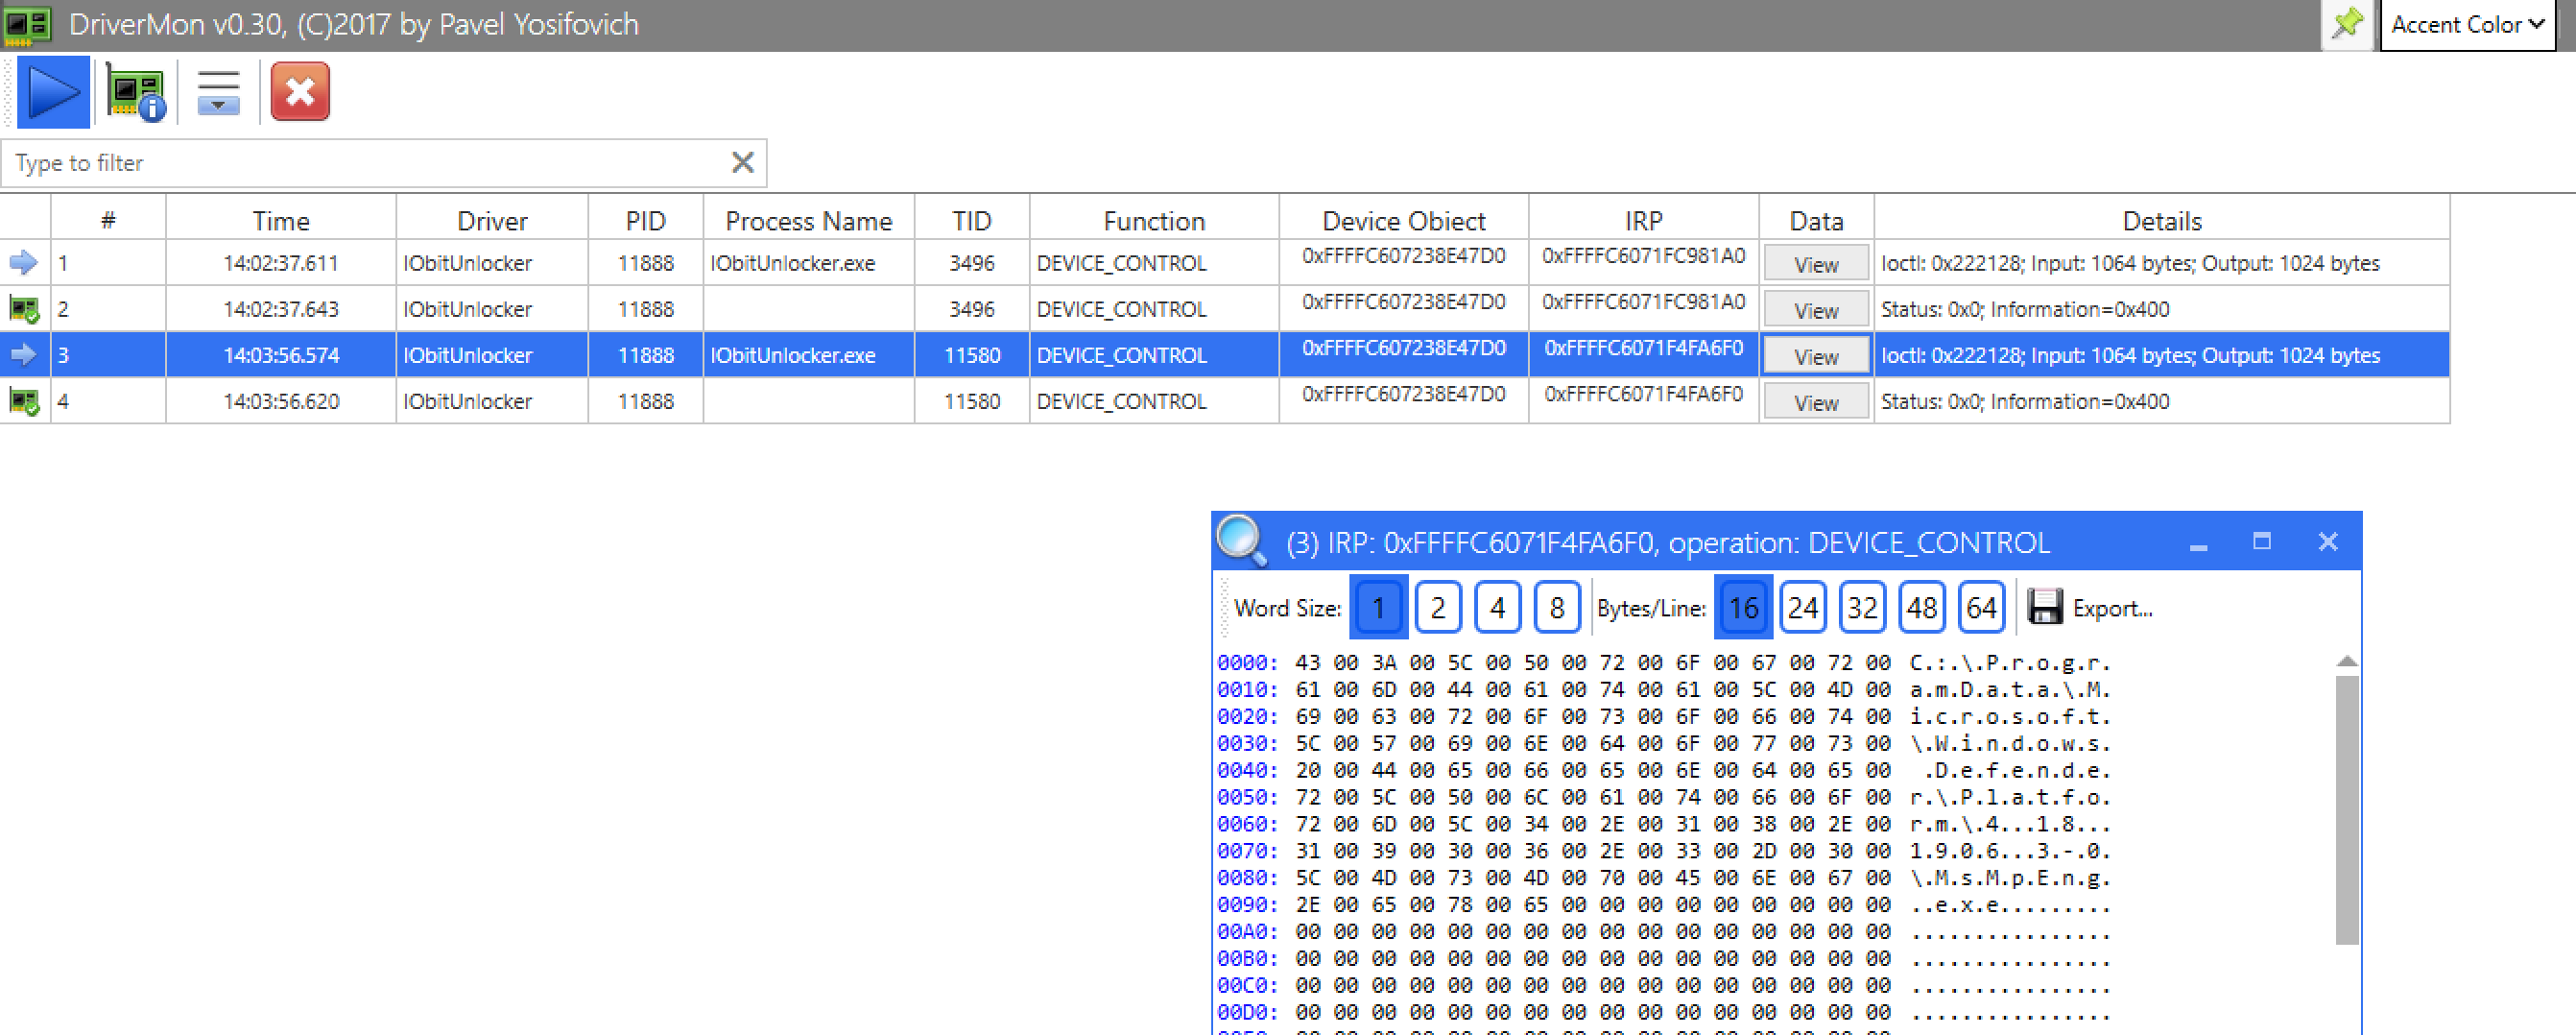 DriverMon v0.30, (C)2017 by Pavel Yosifovich
Accent Color
Type to filter
# Time Driver PID Process Name TID Function Device Object IRP Data Details
1 14:02:37.611 IObitUnlocker 11888 IObitUnlocker.exe 3496 DEVICE_CONTROL 0xFFFFC607238E47D0 0xFFFFC6071FC981A0 View Ioctl: 0x222128; Input: 1064 bytes; Output: 1024 bytes
2 14:02:37.643 IObitUnlocker 11888 3496 DEVICE_CONTROL 0xFFFFC607238E47D0 0xFFFFC6071FC981A0 View Status: 0x0; Information=0x400
3 14:03:56.574 IObitUnlocker 11888 IObitUnlocker.exe 11580 DEVICE_CONTROL 0xFFFFC607238E47D0 0xFFFFC6071F4FA6F0 View Ioctl: 0x222128; Input: 1064 bytes; Output: 1024 bytes
4 14:03:56.620 IObitUnlocker 11888 11580 DEVICE_CONTROL 0xFFFFC607238E47D0 0xFFFFC6071F4FA6F0 View Status: 0x0; Information=0x400
(3) IRP: 0xFFFFC6071F4FA6F0, operation: DEVICE_CONTROL
Word Size: 1 2 4 8 Bytes/Line: 16 24 32 48 64 Export...
0000: 43 00 3A 00 5C 00 50 00 72 00 6F 00 67 00 72 00 C.:.\.P.r.o.g.r.
0010: 61 00 6D 00 44 00 61 00 74 00 61 00 5C 00 4D 00 a.m.D.a.t.a.\.M.
0020: 69 00 63 00 72 00 6F 00 73 00 6F 00 66 00 74 00 i.c.r.o.s.o.f.t.
0030: 5C 00 57 00 69 00 6E 00 64 00 6F 00 77 00 73 00 \.W.i.n.d.o.w.s.
0040: 20 00 44 00 65 00 66 00 65 00 6E 00 64 00 65 00 .D.e.f.e.n.d.e.
0050: 72 00 5C 00 50 00 6C 00 61 00 74 00 66 00 6F 00 r.\.P.l.a.t.f.o.
0060: 72 00 6D 00 5C 00 34 00 2E 00 31 00 38 00 2E 00 r.m.\.4...1.8...
0070: 31 00 39 00 30 00 36 00 2E 00 33 00 2D 00 30 00 1.9.0.6...3.-.0.
0080: 5C 00 4D 00 73 00 4D 00 70 00 45 00 6E 00 67 00 \.M.s.M.p.E.n.g.
0090: 2E 00 65 00 78 00 65 00 00 00 00 00 00 00 00 00 ..e.x.e.........
00A0: 00 00 00 00 00 00 00 00 00 00 00 00 00 00 00 00 ................
00B0: 00 00 00 00 00 00 00 00 00 00 00 00 00 00 00 00 ................
00C0: 00 00 00 00 00 00 00 00 00 00 00 00 00 00 00 00 ................
00D0: 00 00 00 00 00 00 00 00 00 00 00 00 00 00 00 00 ................